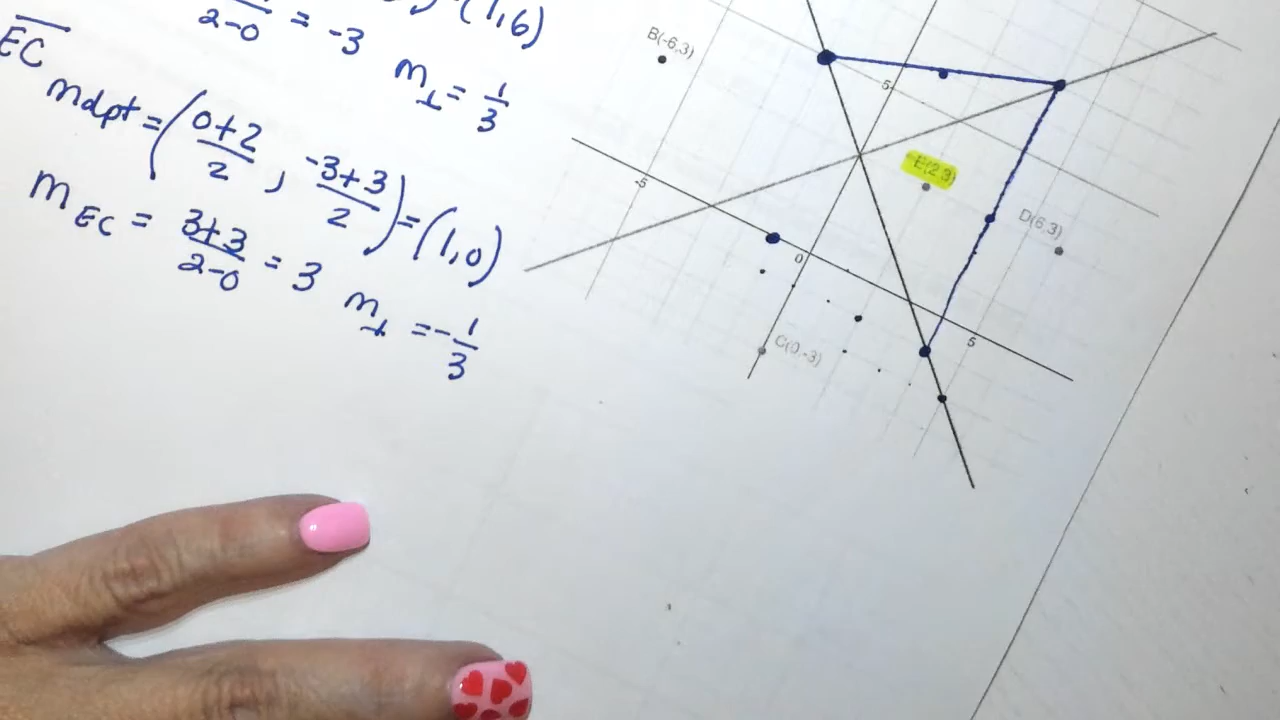 2-0 = -3
(1,6)
m⊥ = 1/3
EC
mdpt = (0+2/2, -3+3/2) = (1,0)
m EC = 3+3/2-0 = 3
m⊥ = -1/3
B(-6,3)
5
E(2,3)
-5
D(6,3)
0
C(0,-3)
5